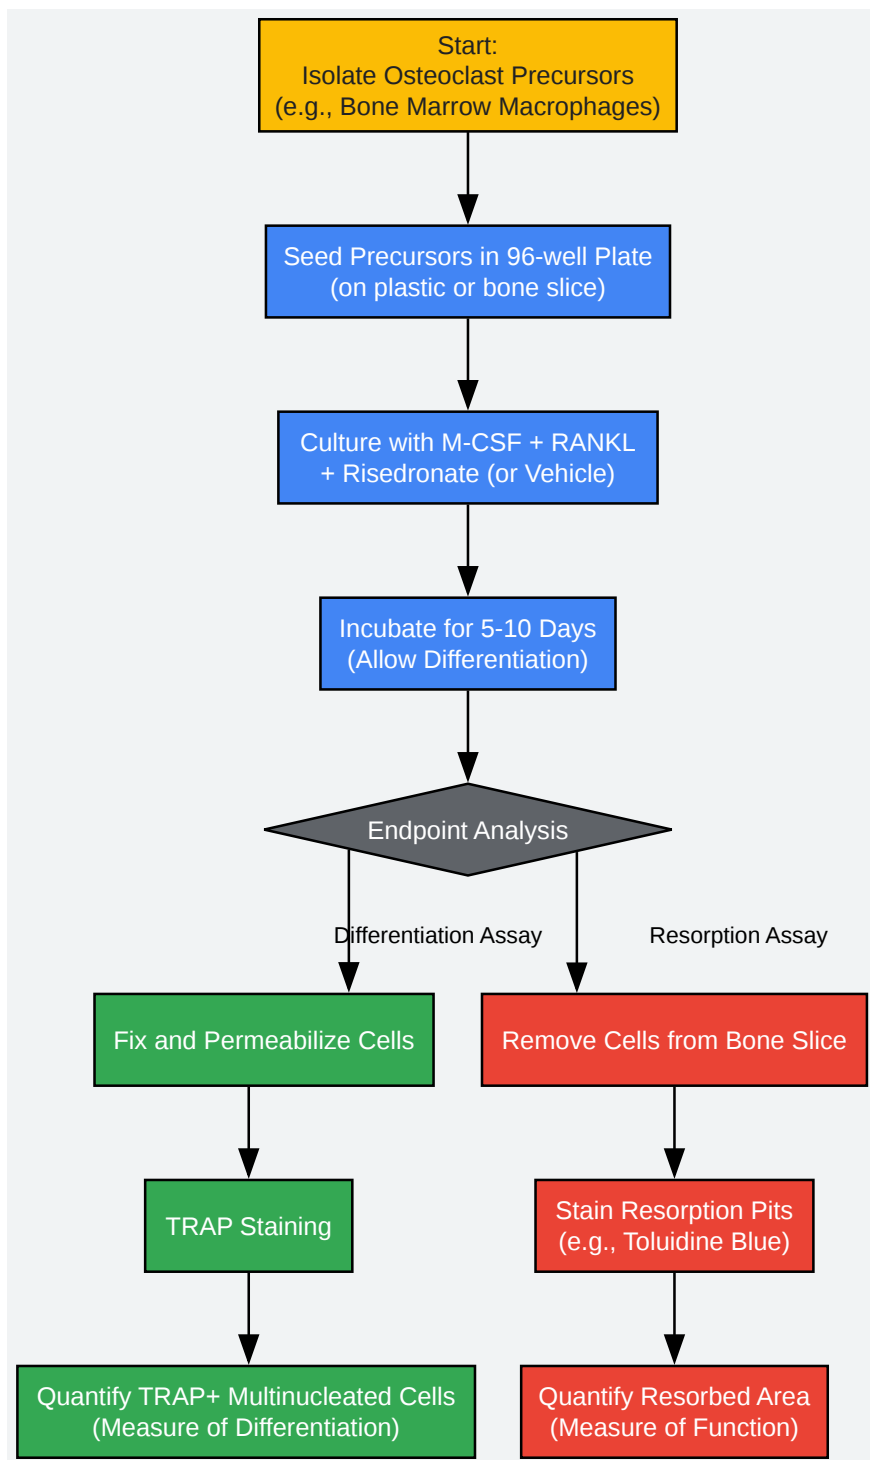 Start:
Isolate Osteoclast Precursors
(e.g., Bone Marrow Macrophages)
Seed Precursors in 96-well Plate
(on plastic or bone slice)
Culture with M-CSF + RANKL
+ Risedronate (or Vehicle)
Incubate for 5-10 Days
(Allow Differentiation)
Endpoint Analysis
Differentiation Assay
Resorption Assay
Fix and Permeabilize Cells
Remove Cells from Bone Slice
TRAP Staining
Stain Resorption Pits
(e.g., Toluidine Blue)
Quantify TRAP+ Multinucleated Cells
(Measure of Differentiation)
Quantify Resorbed Area
(Measure of Function)